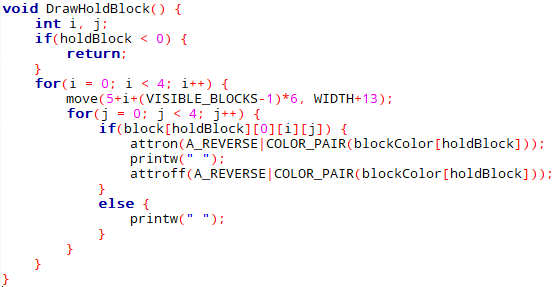 void DrawHoldBlock() {
    int i, j;
    if(holdBlock < 0) {
        return;
    }
    for(i = 0; i < 4; i++) {
        move(5+i+(VISIBLE_BLOCKS-1)*6, WIDTH+13);
        for(j = 0; j < 4; j++) {
            if(block[holdBlock][0][i][j]) {
                attron(A_REVERSE|COLOR_PAIR(blockColor[holdBlock]));
                printw(" ");
                attroff(A_REVERSE|COLOR_PAIR(blockColor[holdBlock]));
            }
            else {
                printw(" ");
            }
        }
    }
}